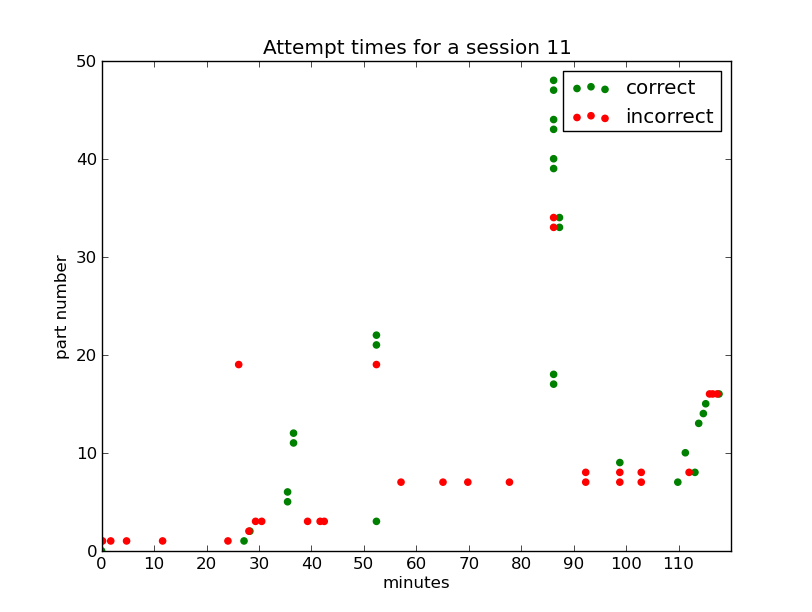 Attempt times for a session 11
correct
incorrect
50
40
30
20
10
0
part number
0 10 20 30 40 50 60 70 80 90 100 110
minutes